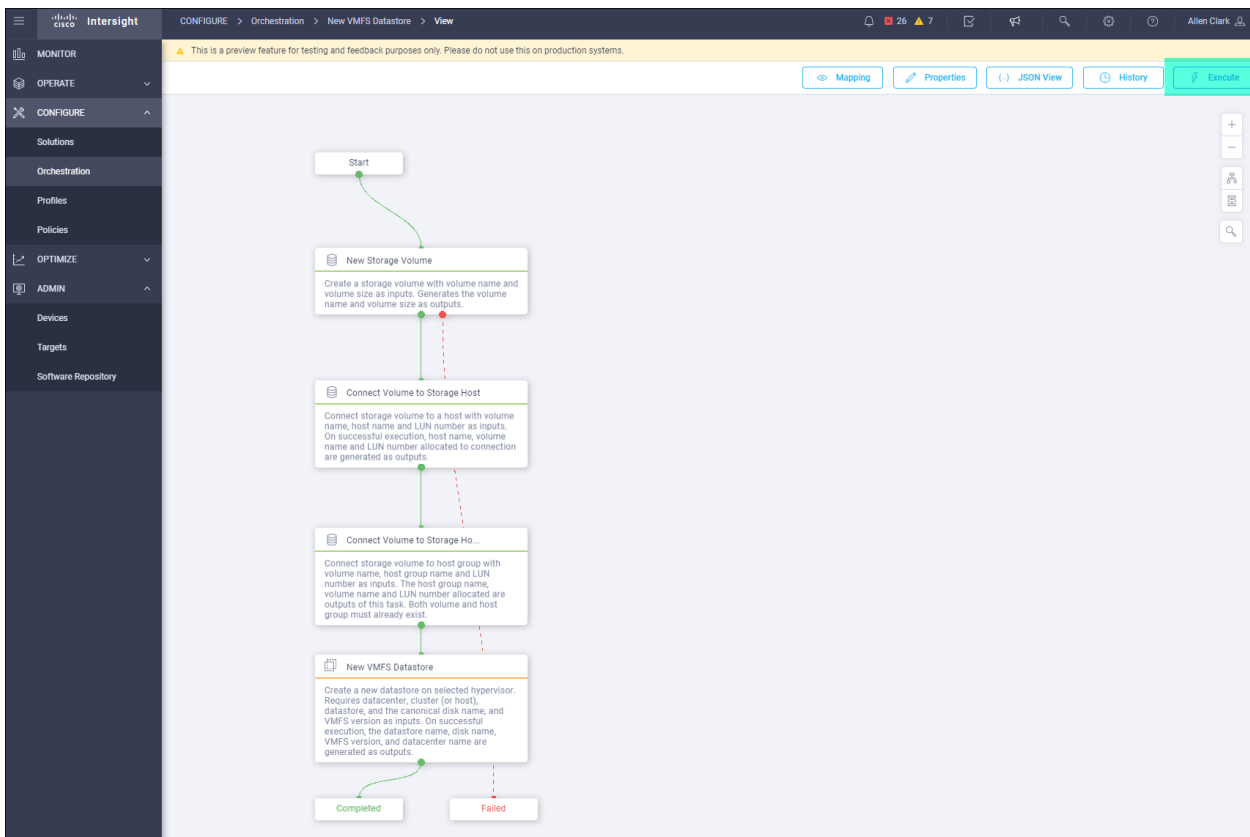 cisco Intersight
CONFIGURE > Orchestration > New VMFS Datastore > View
26 7
Allen Clark
MONITOR
OPERATE
CONFIGURE
Solutions
Orchestration
Profiles
Policies
OPTIMIZE
ADMIN
Devices
Targets
Software Repository
This is a preview feature for testing and feedback purposes only. Please do not use this on production systems.
Mapping
Properties
{..} JSON View
History
Execute
Start
New Storage Volume
Create a storage volume with volume name and
volume size as inputs. Generates the volume
name and volume size as outputs.
Connect Volume to Storage Host
Connect storage volume to a host with volume
name, host name and LUN number as inputs.
On successful execution, host name, volume
name and LUN number allocated to connection
are generated as outputs.
Connect Volume to Storage Ho...
Connect storage volume to host group with
volume name, host group name and LUN
number as inputs. The host group name,
volume name and LUN number allocated are
outputs of this task. Both volume and host
group must already exist.
New VMFS Datastore
Create a new datastore on selected hypervisor.
Requires datacenter, cluster (or host),
datastore, and the canonical disk name, and
VMFS version as inputs. On successful
execution, the datastore name, disk name,
VMFS version, and datacenter name are
generated as outputs.
Completed
Failed